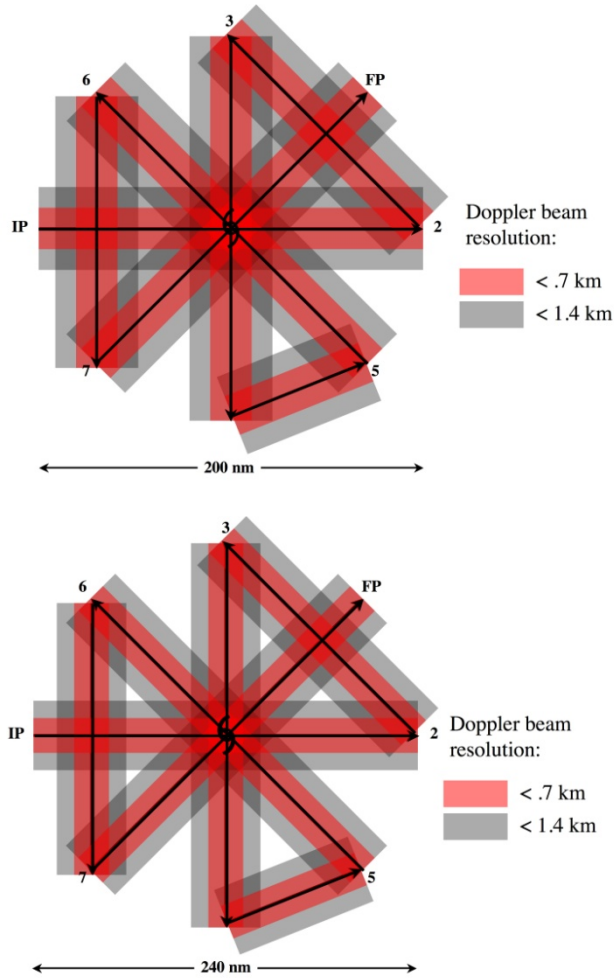 3
6
FP
IP
2
Doppler beam
resolution:
< .7 km
< 1.4 km
7
5
200 nm
3
6
FP
IP
2
Doppler beam
resolution:
< .7 km
< 1.4 km
7
5
240 nm